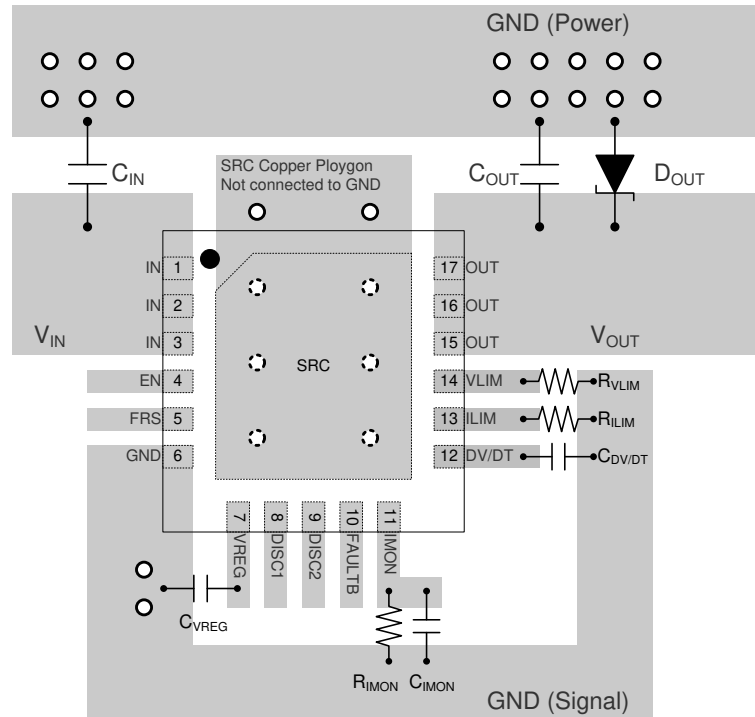 GND (Power)
SRC Copper Ploygon
Not connected to GND
CIN
COUT
DOUT
IN 1
17 OUT
IN 2
16 OUT
VIN
IN 3
15 OUT
VOUT
SRC
EN 4
14 VLIM
RVLIM
FRS 5
13 ILIM
RILIM
GND 6
12 DV/DT
CDV/DT
7 VREG
8 DISC1
9 DISC2
10 FAULTB
11 IMON
CVREG
RIMON
CIMON
GND (Signal)